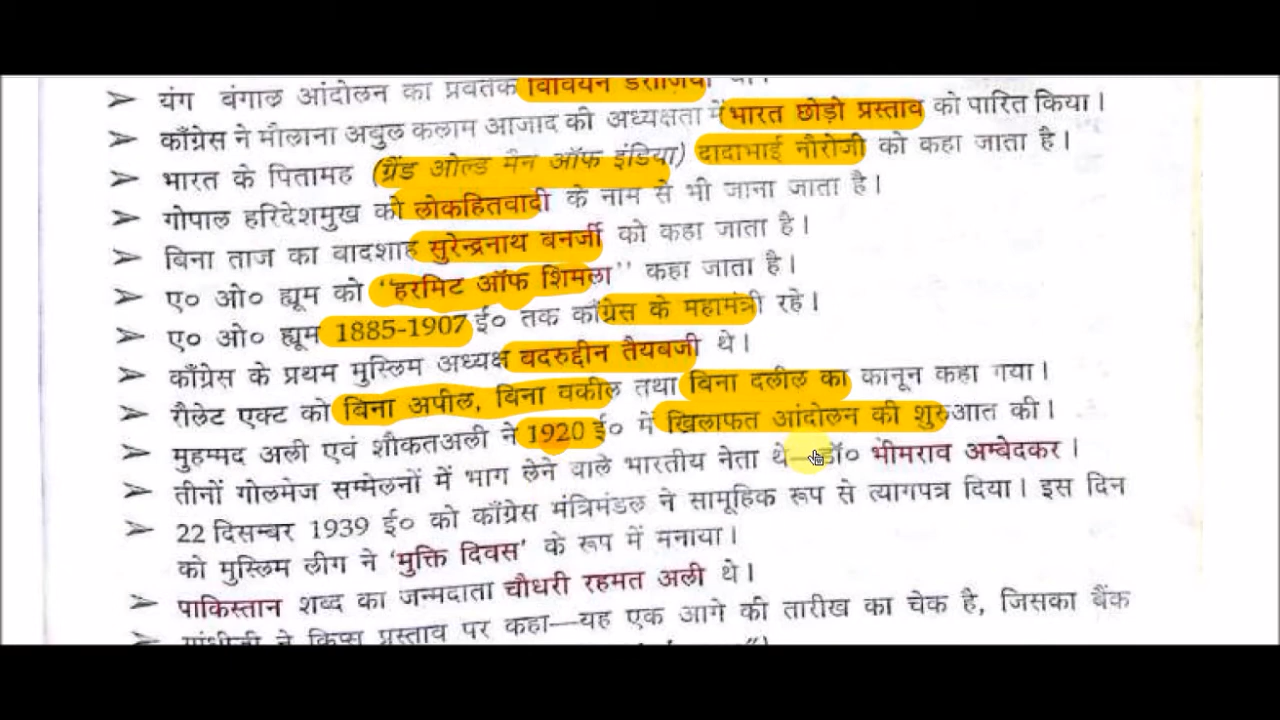 ➤ यंग बंगाल आंदोलन का प्रवर्तक विवियन डेरोजियो थे।
➤ काँग्रेस ने मौलाना अबुल कलाम आजाद की अध्यक्षता में भारत छोड़ो प्रस्ताव को पारित किया।
➤ भारत के पितामह (ग्रैंड ओल्ड मैन ऑफ इंडिया) दादाभाई नौरोजी को कहा जाता है।
➤ गोपाल हरिदेशमुख को लोकहितवादी के नाम से भी जाना जाता है।
➤ बिना ताज का बादशाह सुरेन्द्रनाथ बनर्जी को कहा जाता है।
➤ ए० ओ० ह्यूम को "हरमिट ऑफ शिमला" कहा जाता है।
➤ ए० ओ० ह्यूम 1885-1907 ई० तक काँग्रेस के महामंत्री रहे।
➤ काँग्रेस के प्रथम मुस्लिम अध्यक्ष बदरुद्दीन तैयबजी थे।
➤ रौलेट एक्ट को बिना अपील, बिना वकील तथा बिना दलील का कानून कहा गया।
➤ मुहम्मद अली एवं शौकतअली ने 1920 ई० में खिलाफत आंदोलन की शुरुआत की।
➤ तीनों गोलमेज सम्मेलनों में भाग लेने वाले भारतीय नेता थे—डॉ० भीमराव अम्बेदकर।
➤ 22 दिसम्बर 1939 ई० को काँग्रेस मंत्रिमंडल ने सामूहिक रूप से त्यागपत्र दिया। इस दिन
को मुस्लिम लीग ने 'मुक्ति दिवस' के रूप में मनाया।
➤ पाकिस्तान शब्द का जन्मदाता चौधरी रहमत अली थे।
➤ गांधीजी ने क्रिप्स प्रस्ताव पर कहा—यह एक आगे की तारीख का चेक है, जिसका बैंक